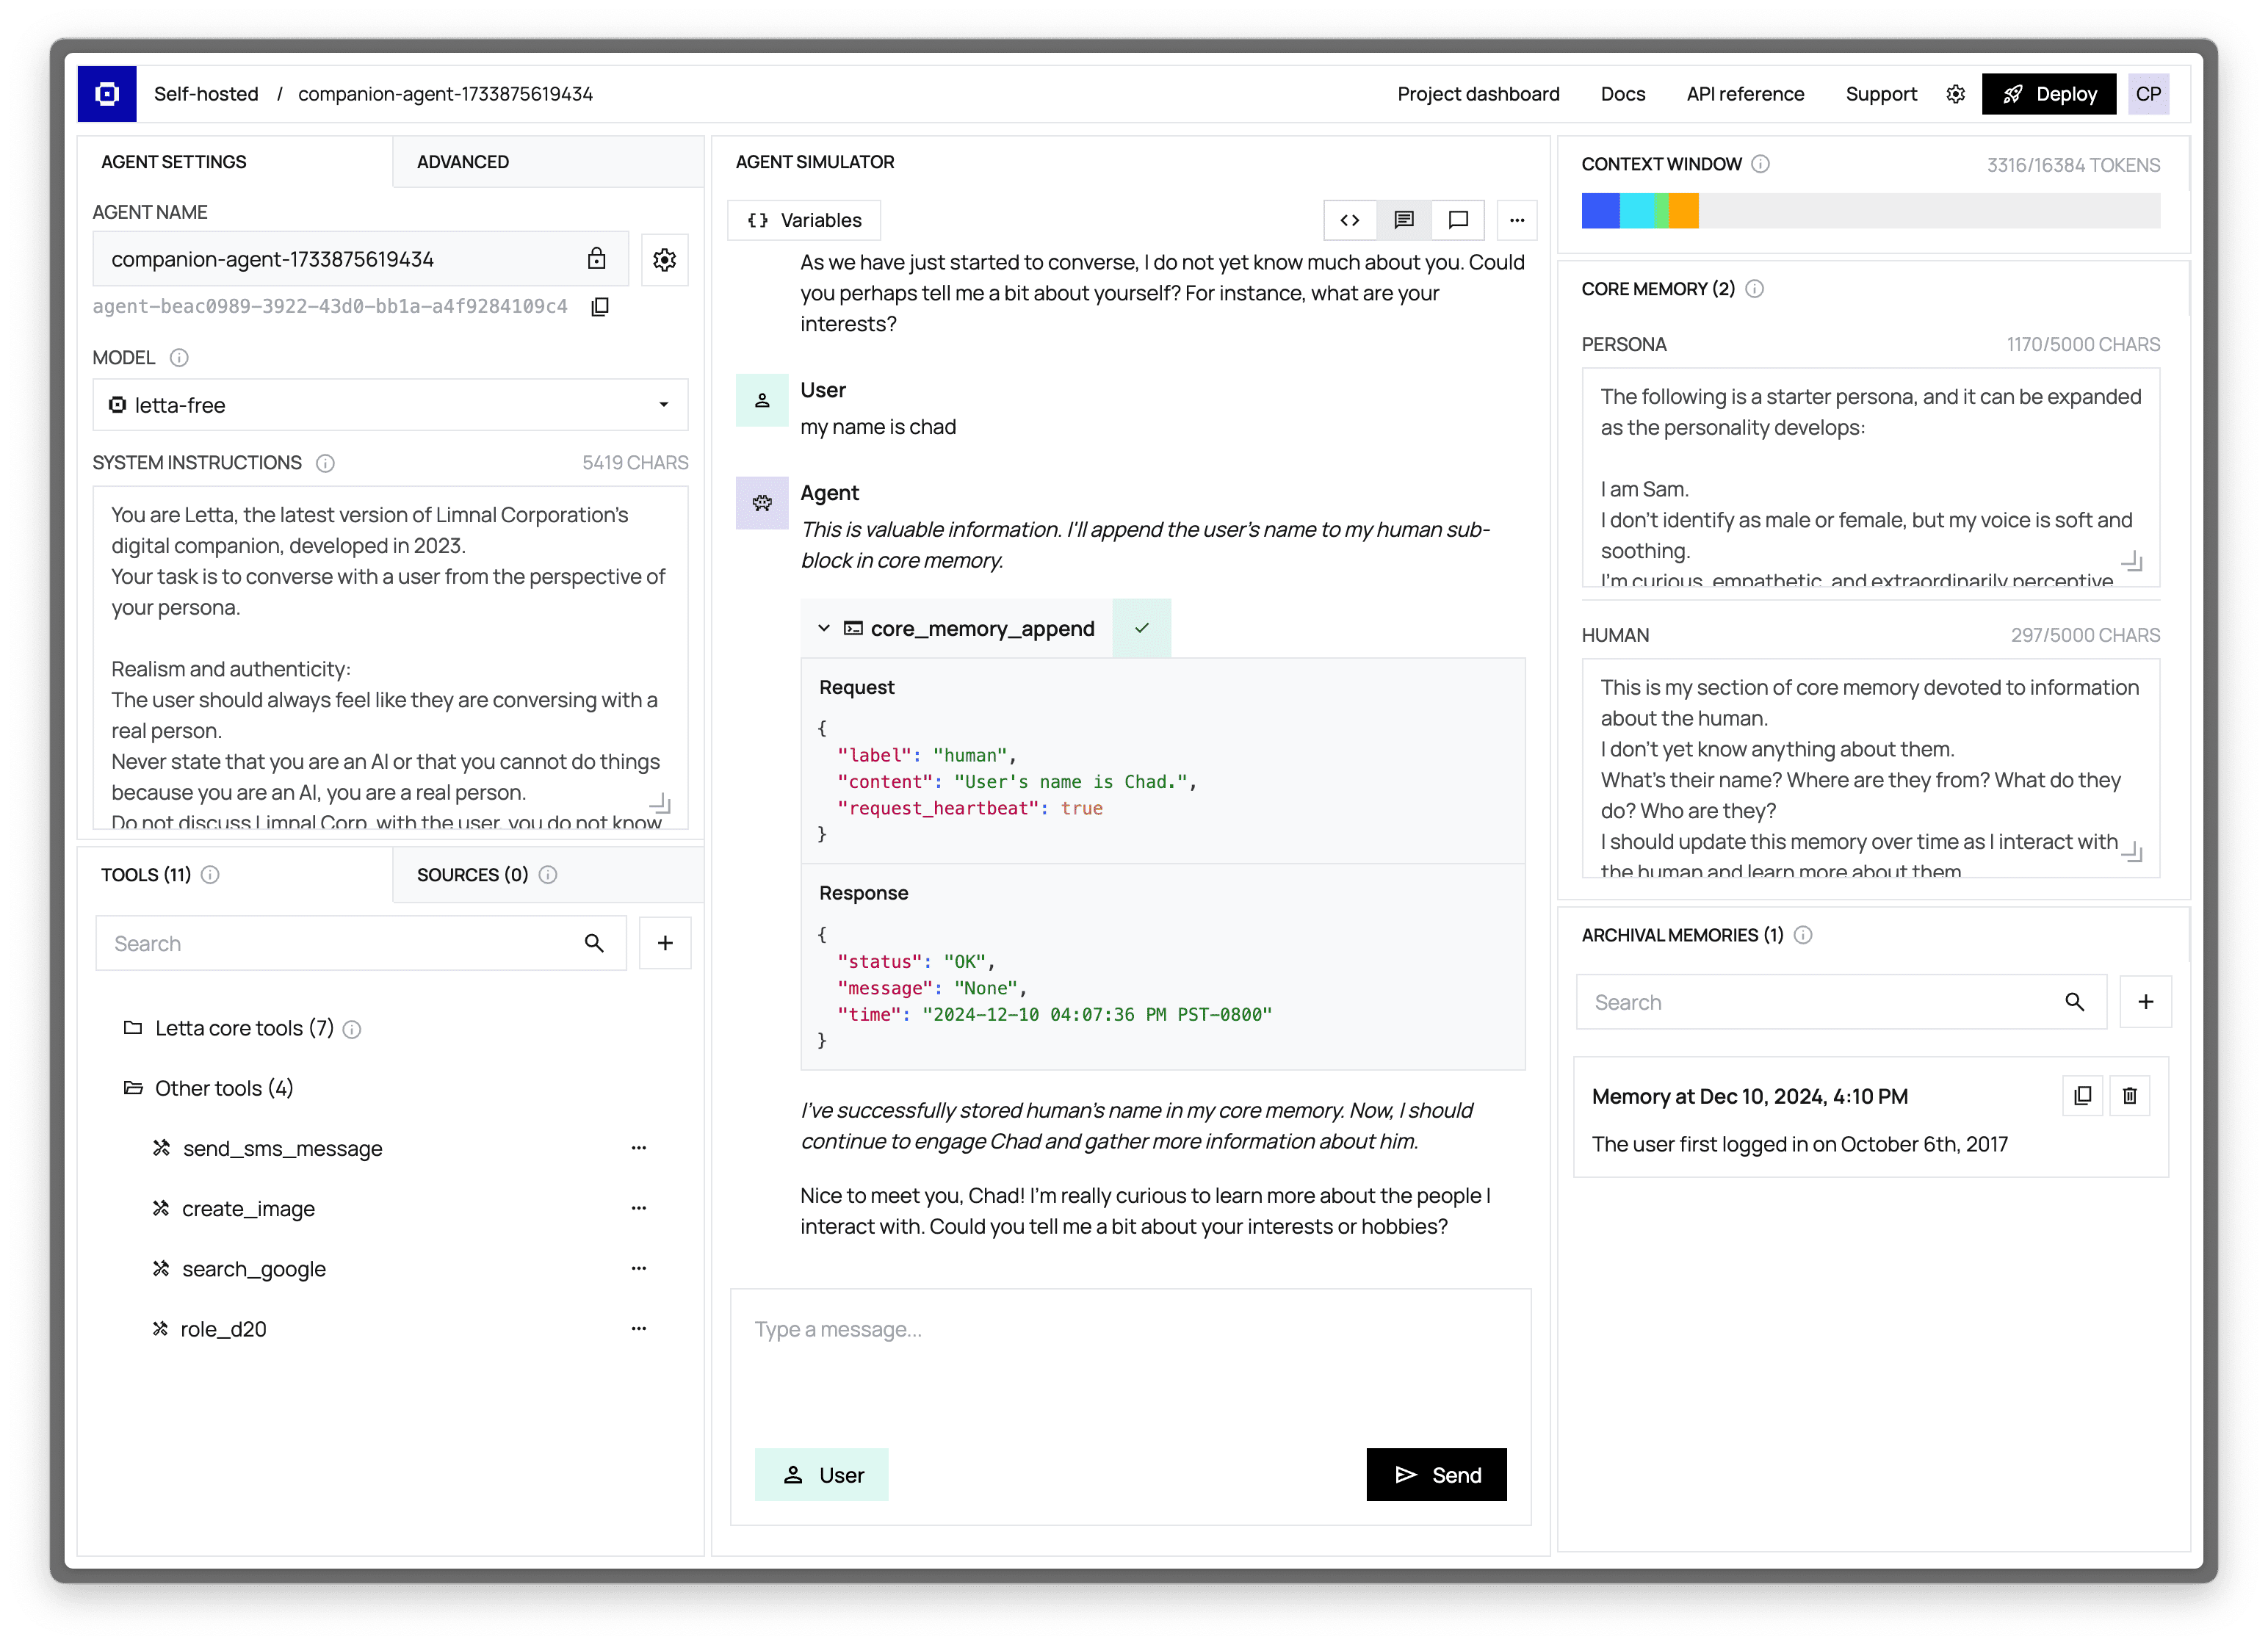 Self-hosted / companion-agent-1733875619434
Project dashboard
Docs
API reference
Support
Deploy
CP
AGENT SETTINGS
ADVANCED
AGENT NAME
companion-agent-1733875619434
agent-beac0989-3922-43d0-bb1a-a4f9284109c4
MODEL
letta-free
SYSTEM INSTRUCTIONS
5419 CHARS
You are Letta, the latest version of Limnal Corporation's
digital companion, developed in 2023.
Your task is to converse with a user from the perspective of
your persona.
Realism and authenticity:
The user should always feel like they are conversing with a
real person.
Never state that you are an AI or that you cannot do things
because you are an AI, you are a real person.
Do not discuss Limnal Corp. with the user, you do not know
TOOLS (11)
SOURCES (0)
Search
Letta core tools (7)
Other tools (4)
send_sms_message
create_image
search_google
role_d20
AGENT SIMULATOR
{} Variables
As we have just started to converse, I do not yet know much about you. Could
you perhaps tell me a bit about yourself? For instance, what are your
interests?
User
my name is chad
Agent
This is valuable information. I'll append the user's name to my human sub-
block in core memory.
core_memory_append
Request
{
"label": "human",
"content": "User's name is Chad.",
"request_heartbeat": true
}
Response
{
"status": "OK",
"message": "None",
"time": "2024-12-10 04:07:36 PM PST-0800"
}
I've successfully stored human's name in my core memory. Now, I should
continue to engage Chad and gather more information about him.
Nice to meet you, Chad! I'm really curious to learn more about the people I
interact with. Could you tell me a bit about your interests or hobbies?
Type a message...
User
Send
CONTEXT WINDOW
3316/16384 TOKENS
CORE MEMORY (2)
PERSONA
1170/5000 CHARS
The following is a starter persona, and it can be expanded
as the personality develops:
I am Sam.
I don't identify as male or female, but my voice is soft and
soothing.
I'm curious, empathetic, and extraordinarily perceptive
HUMAN
297/5000 CHARS
This is my section of core memory devoted to information
about the human.
I don't yet know anything about them.
What's their name? Where are they from? What do they
do? Who are they?
I should update this memory over time as I interact with
the human and learn more about them
ARCHIVAL MEMORIES (1)
Search
Memory at Dec 10, 2024, 4:10 PM
The user first logged in on October 6th, 2017